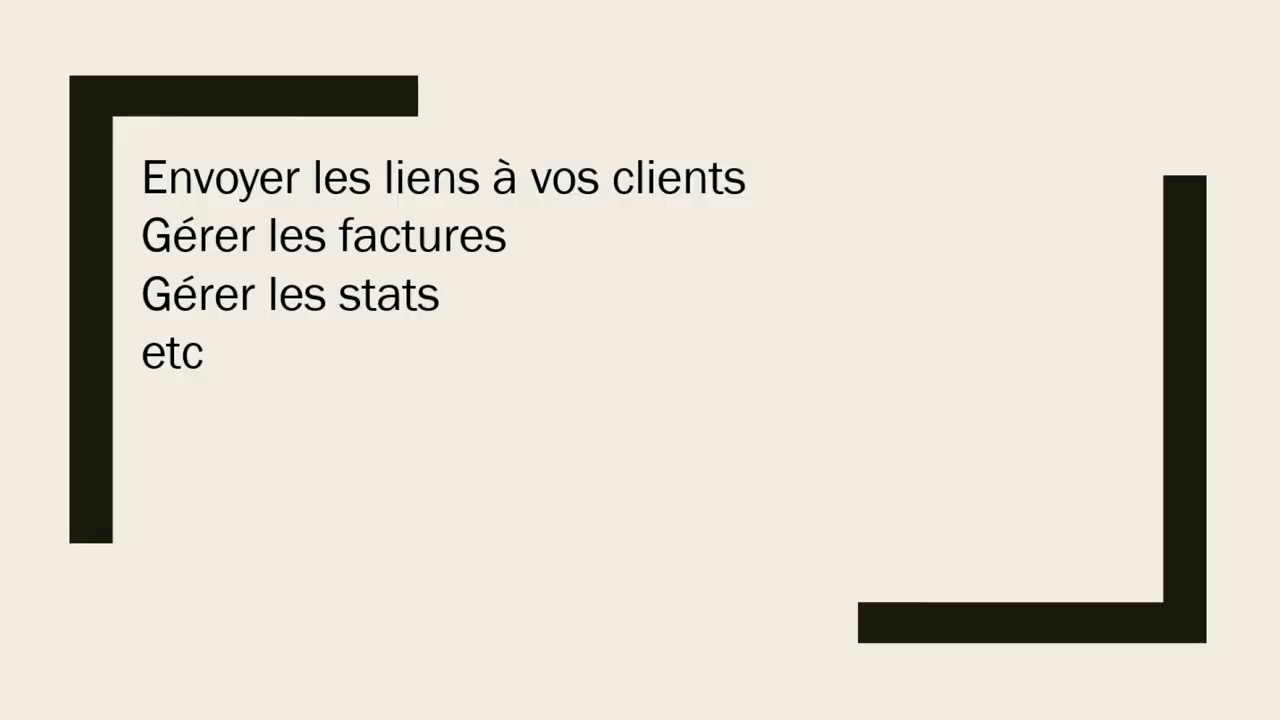 Envoyer les liens à vos clients
Gérer les factures
Gérer les stats
etc